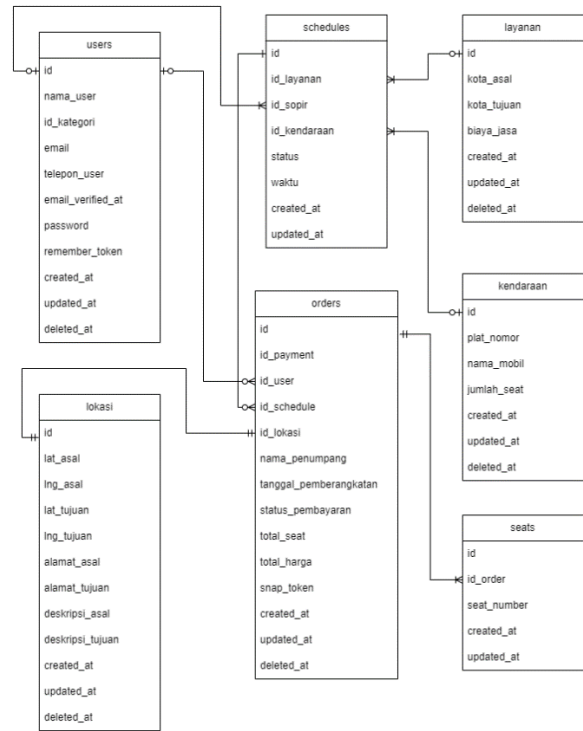 users
id
nama_user
id_kategori
email
telepon_user
email_verified_at
password
remember_token
created_at
updated_at
deleted_at
schedules
id
id_layanan
id_sopir
id_kendaraan
status
waktu
created_at
updated_at
layanan
id
kota_asal
kota_tujuan
biaya_jasa
created_at
updated_at
deleted_at
lokasi
id
lat_asal
lng_asal
lat_tujuan
lng_tujuan
alamat_asal
alamat_tujuan
deskripsi_asal
deskripsi_tujuan
created_at
updated_at
deleted_at
orders
id
id_payment
id_user
id_schedule
id_lokasi
nama_penumpang
tanggal_pemberangkatan
status_pembayaran
total_seat
total_harga
snap_token
created_at
updated_at
deleted_at
kendaraan
id
plat_nomor
nama_mobil
jumlah_seat
created_at
updated_at
deleted_at
seats
id
id_order
seat_number
created_at
updated_at